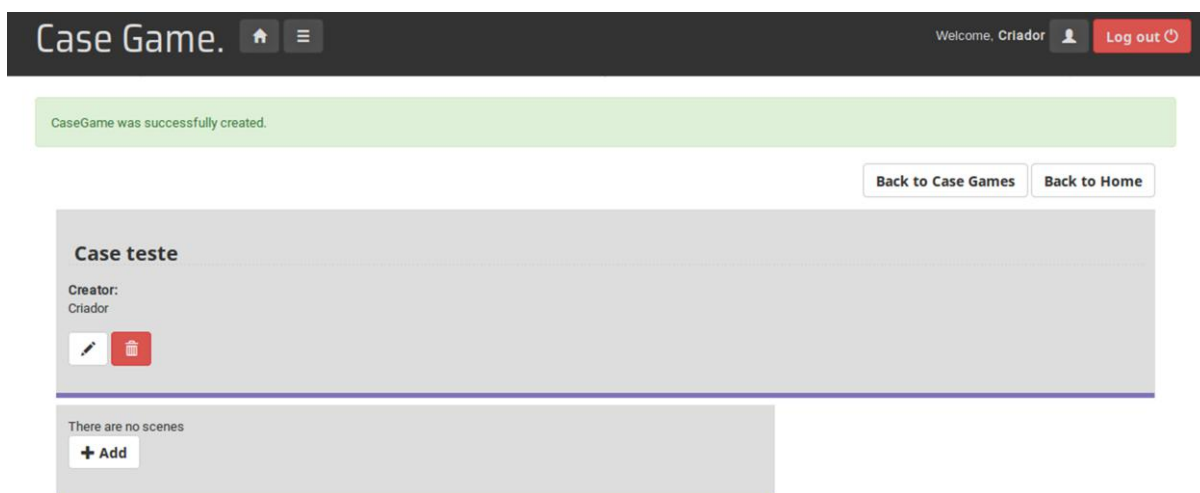 Case Game.
Welcome, Criador
Log out
CaseGame was successfully created.
Back to Case Games
Back to Home
Case teste
Creator:
Criador
There are no scenes
Add